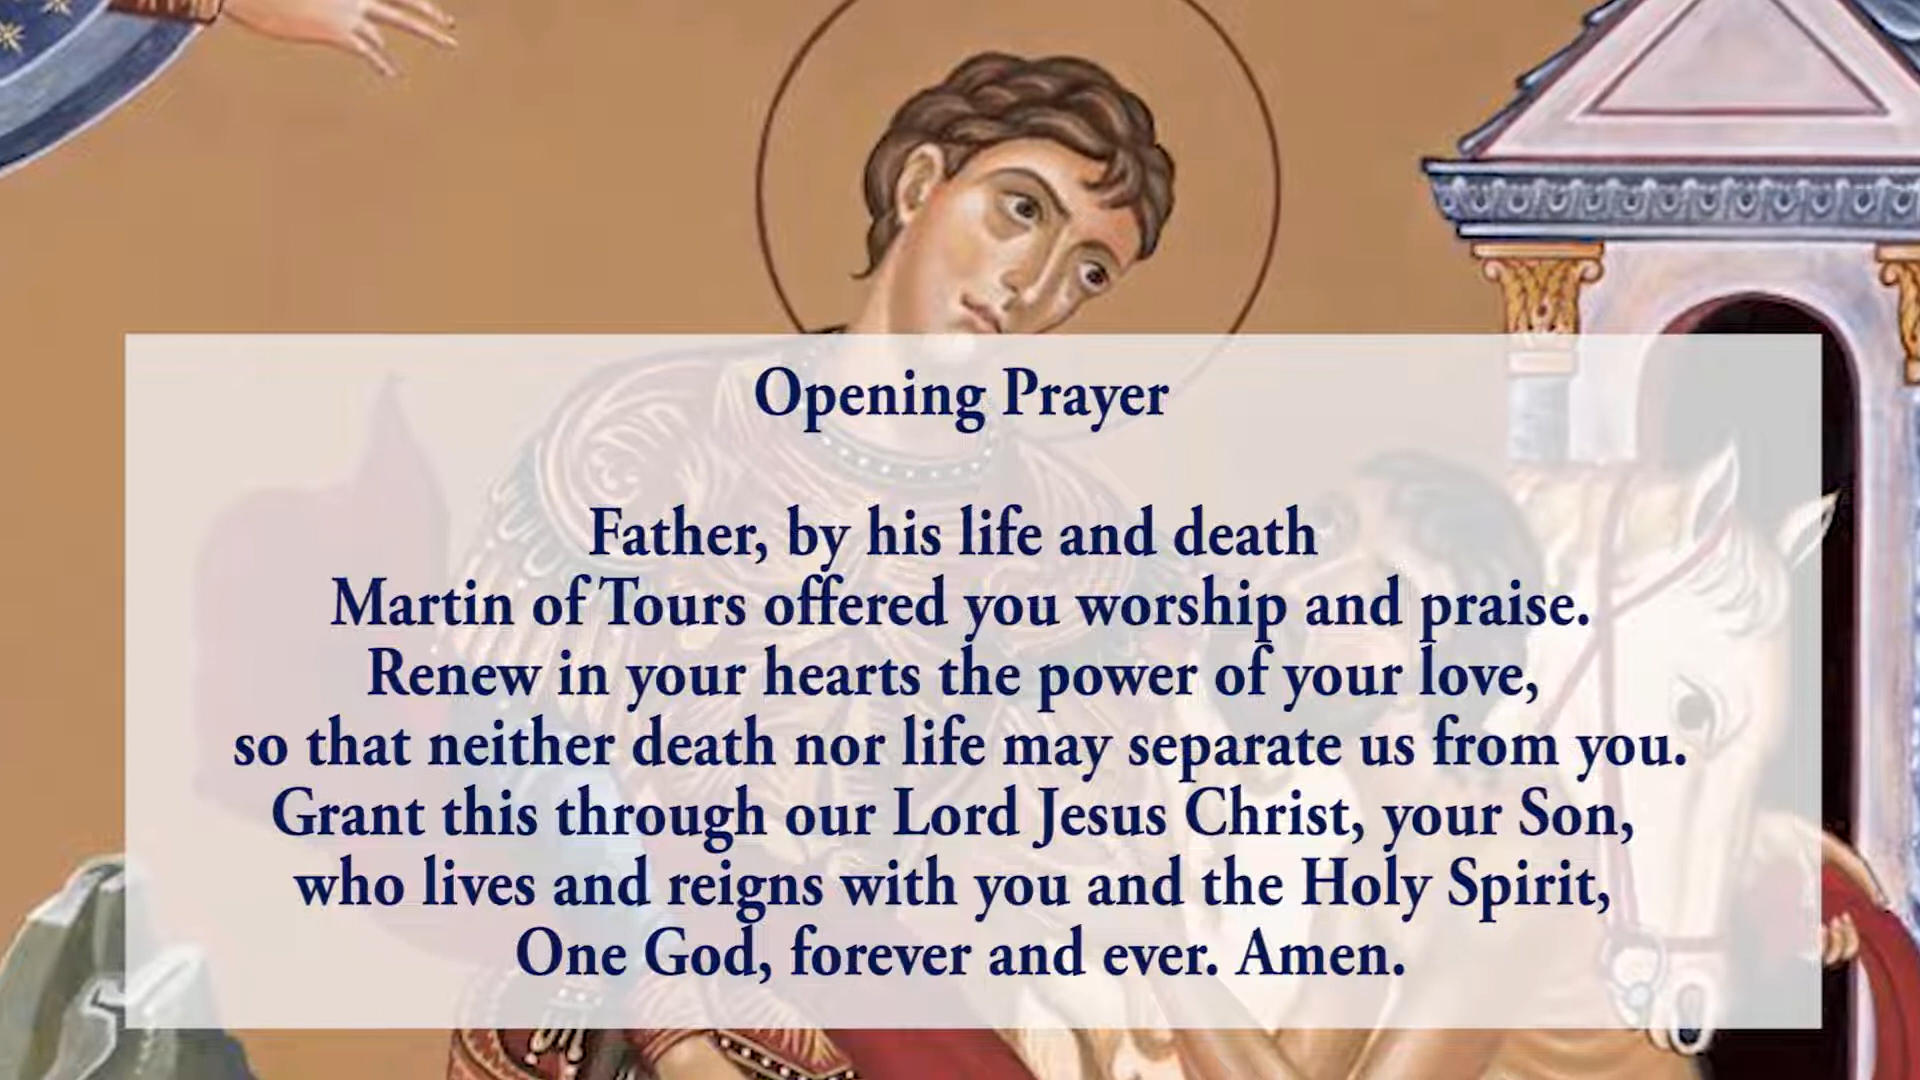 Opening Prayer
Father, by his life and death
Martin of Tours offered you worship and praise.
Renew in your hearts the power of your love,
so that neither death nor life may separate us from you.
Grant this through our Lord Jesus Christ, your Son,
who lives and reigns with you and the Holy Spirit,
One God, forever and ever. Amen.